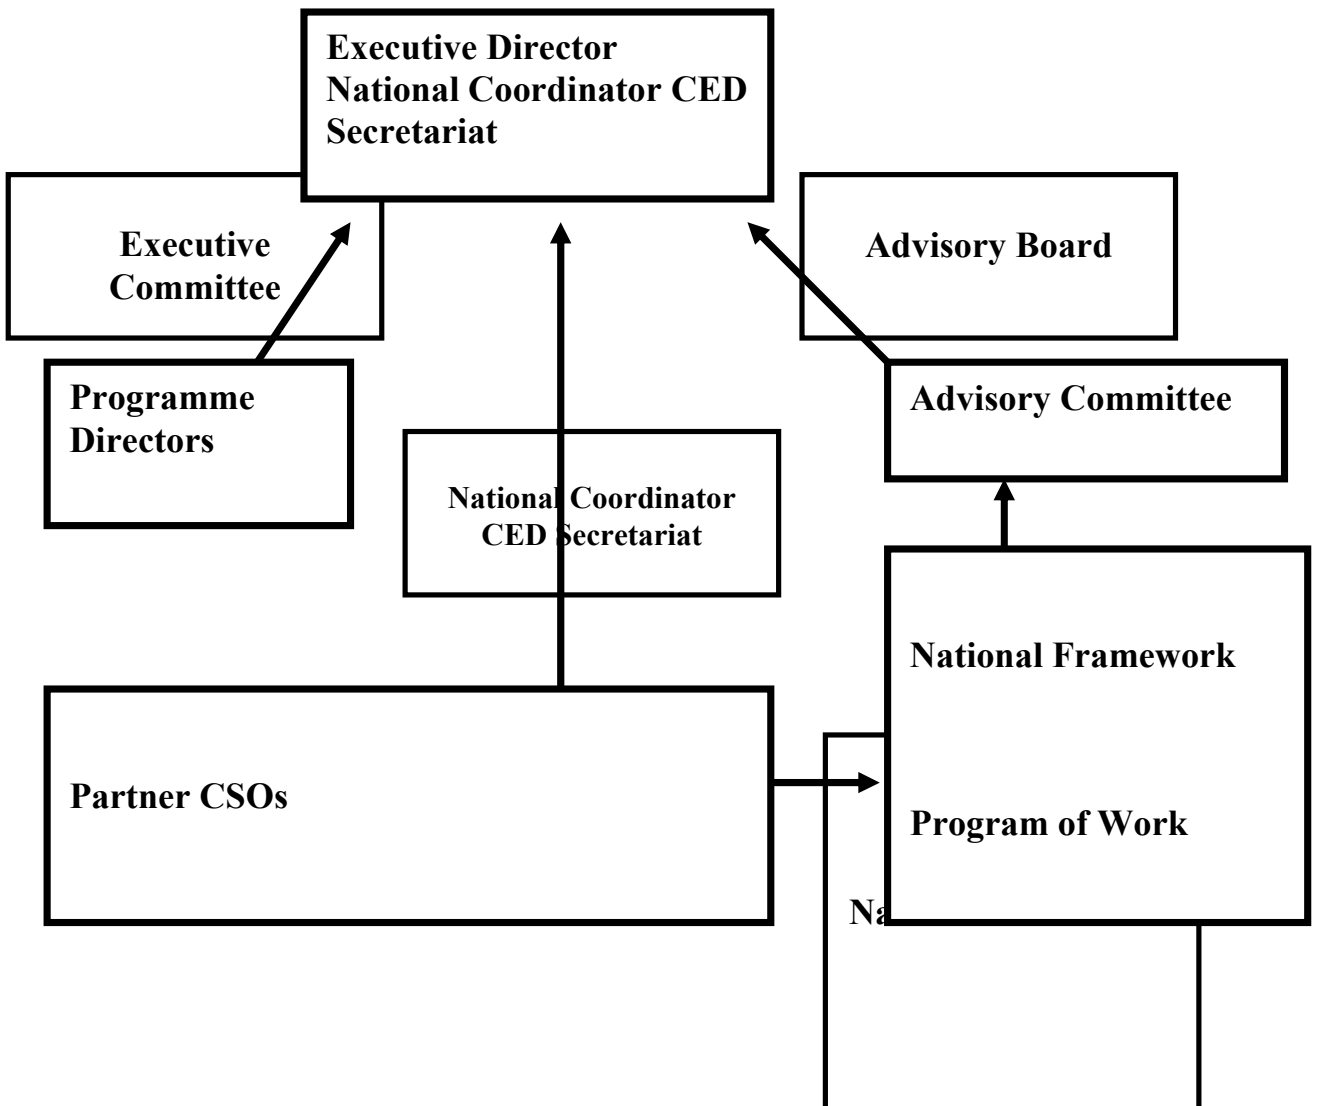 Executive Director
National Coordinator CED
Secretariat
Executive
Committee
Advisory Board
Programme
Directors
Advisory Committee
National Coordinator
CED Secretariat
National Framework
Partner CSOs
Program of Work